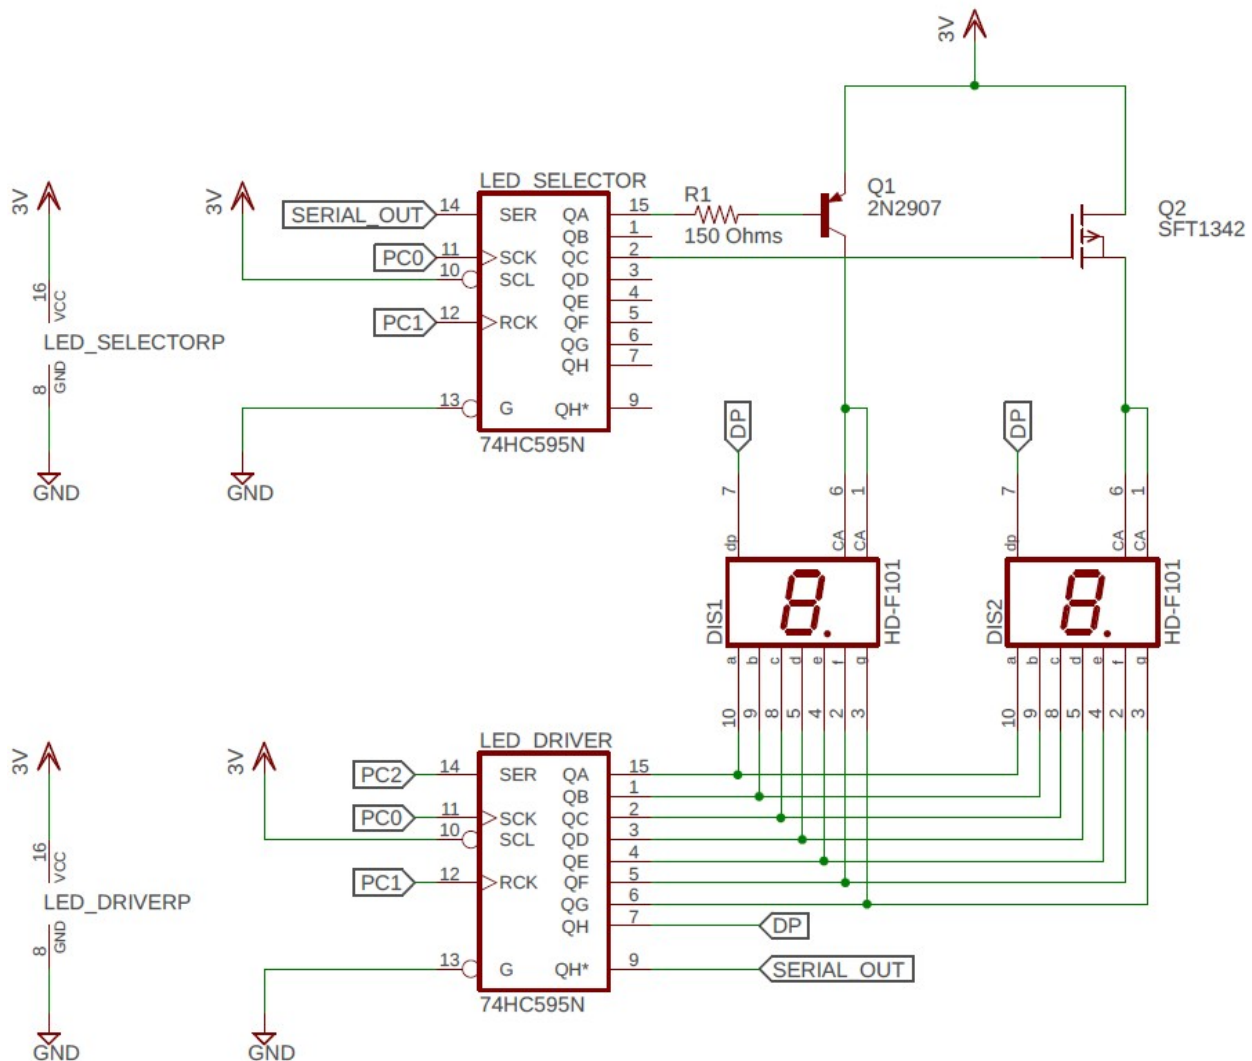 3V
3V
3V
LED_SELECTOR
SERIAL_OUT
14
SER
QA
15
R1
150 Ohms
Q1
2N2907
Q2
SFT1342
QB
1
PC0
11
SCK
QC
2
10
SCL
QD
3
QE
4
PC1
12
RCK
QF
5
QG
6
QH
7
13
G
QH*
9
74HC595N
16
VCC
LED_SELECTORP
8
GND
GND
GND
DP
7
6
1
dp
CA
CA
DIS1
HD-F101
a
b
c
d
e
f
g
10
9
8
5
4
2
3
DP
7
6
1
dp
CA
CA
DIS2
HD-F101
a
b
c
d
e
f
g
10
9
8
5
4
2
3
3V
3V
LED_DRIVER
PC2
14
SER
QA
15
QB
1
PC0
11
SCK
QC
2
10
SCL
QD
3
QE
4
PC1
12
RCK
QF
5
QG
6
QH
7
DP
13
G
QH*
9
SERIAL_OUT
74HC595N
16
VCC
LED_DRIVERP
8
GND
GND
GND